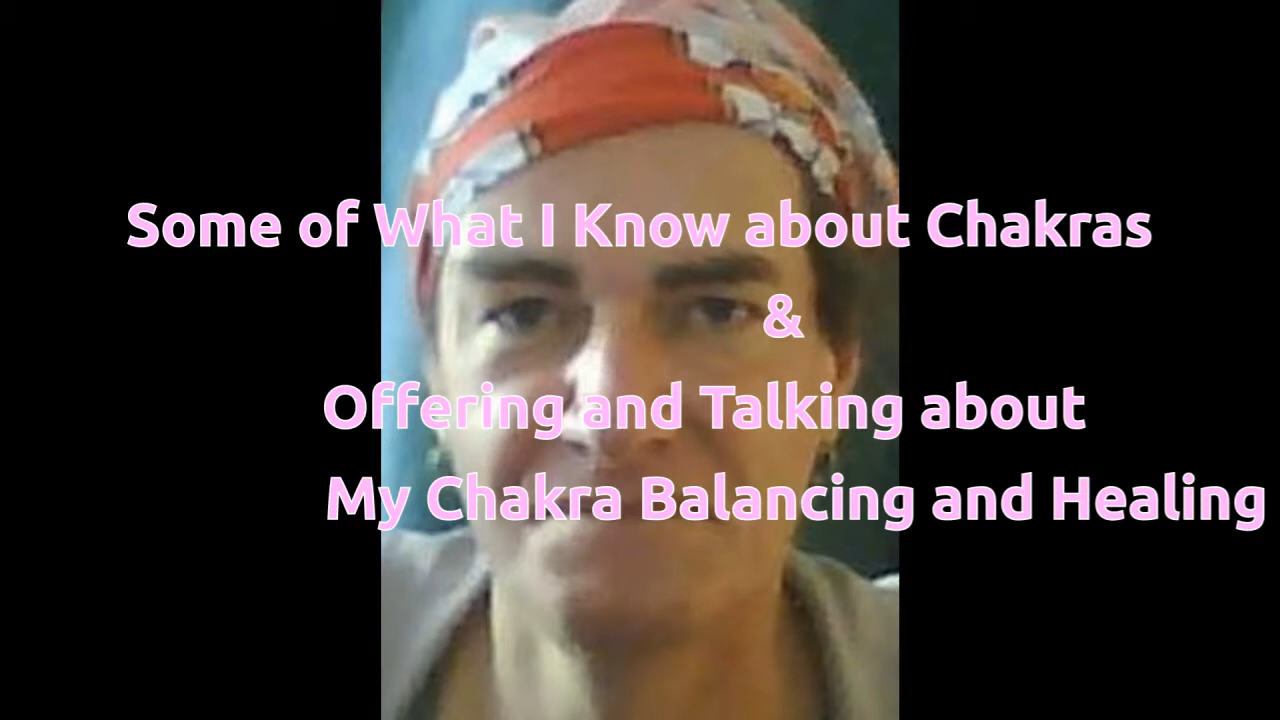 Some of What I Know about Chakras
&
Offering and Talking about
My Chakra Balancing and Healing